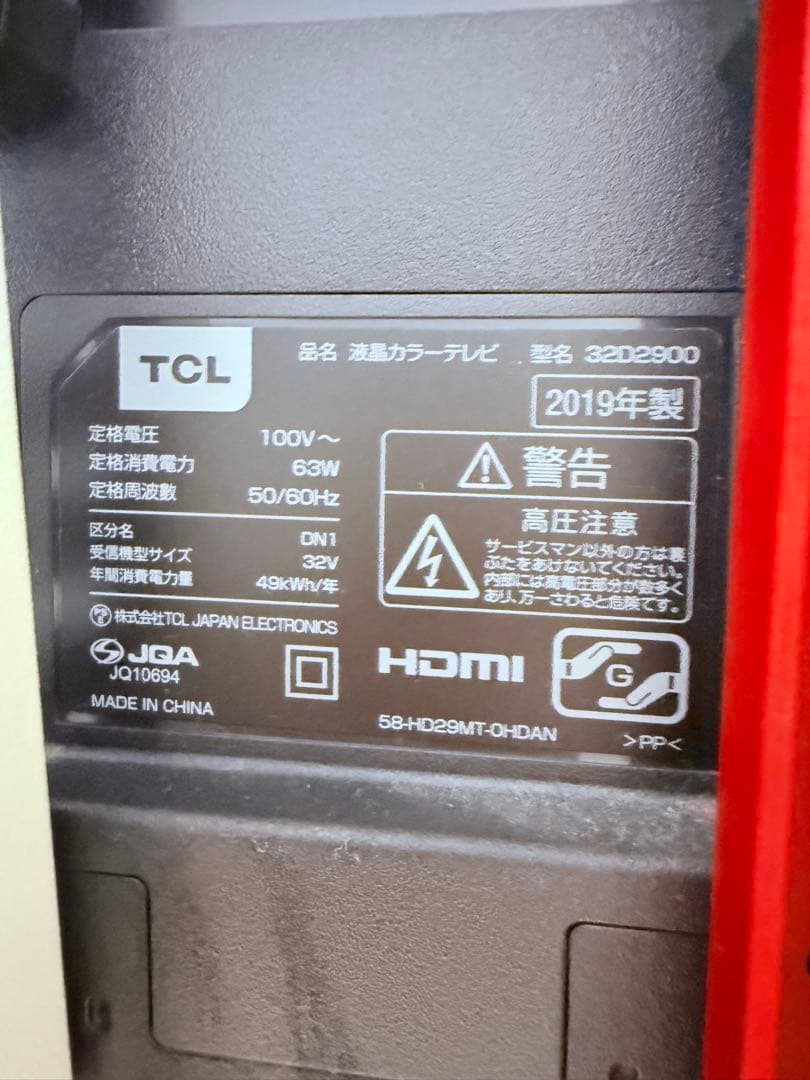 TCL
品名 液晶カラーテレビ 型名 32D2900
2019年製
定格電圧 100V～
定格消費電力 63W
定格周波数 50/60Hz
区分名 DN1
受信機型サイズ 32V
年間消費電力量 49kWh/年
警告
高圧注意
サービスマン以外の方は裏
ぶたをあけないでください。
内部には高電圧部分が数多く
あり、万一さわると危険です。
PSE 株式会社TCL JAPAN ELECTRONICS
JQA
JQ10694
MADE IN CHINA
HDMI
G
58-HD29MT-0HDAN
>PP<